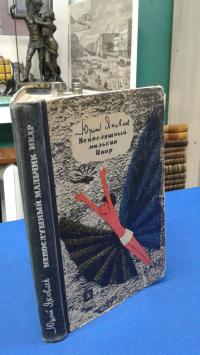 Юрий Яковлев
Непослушный
мальчик
Икар
Юрий Яковлев НЕПОСЛУШНЫЙ МАЛЬЧИК ИКАР